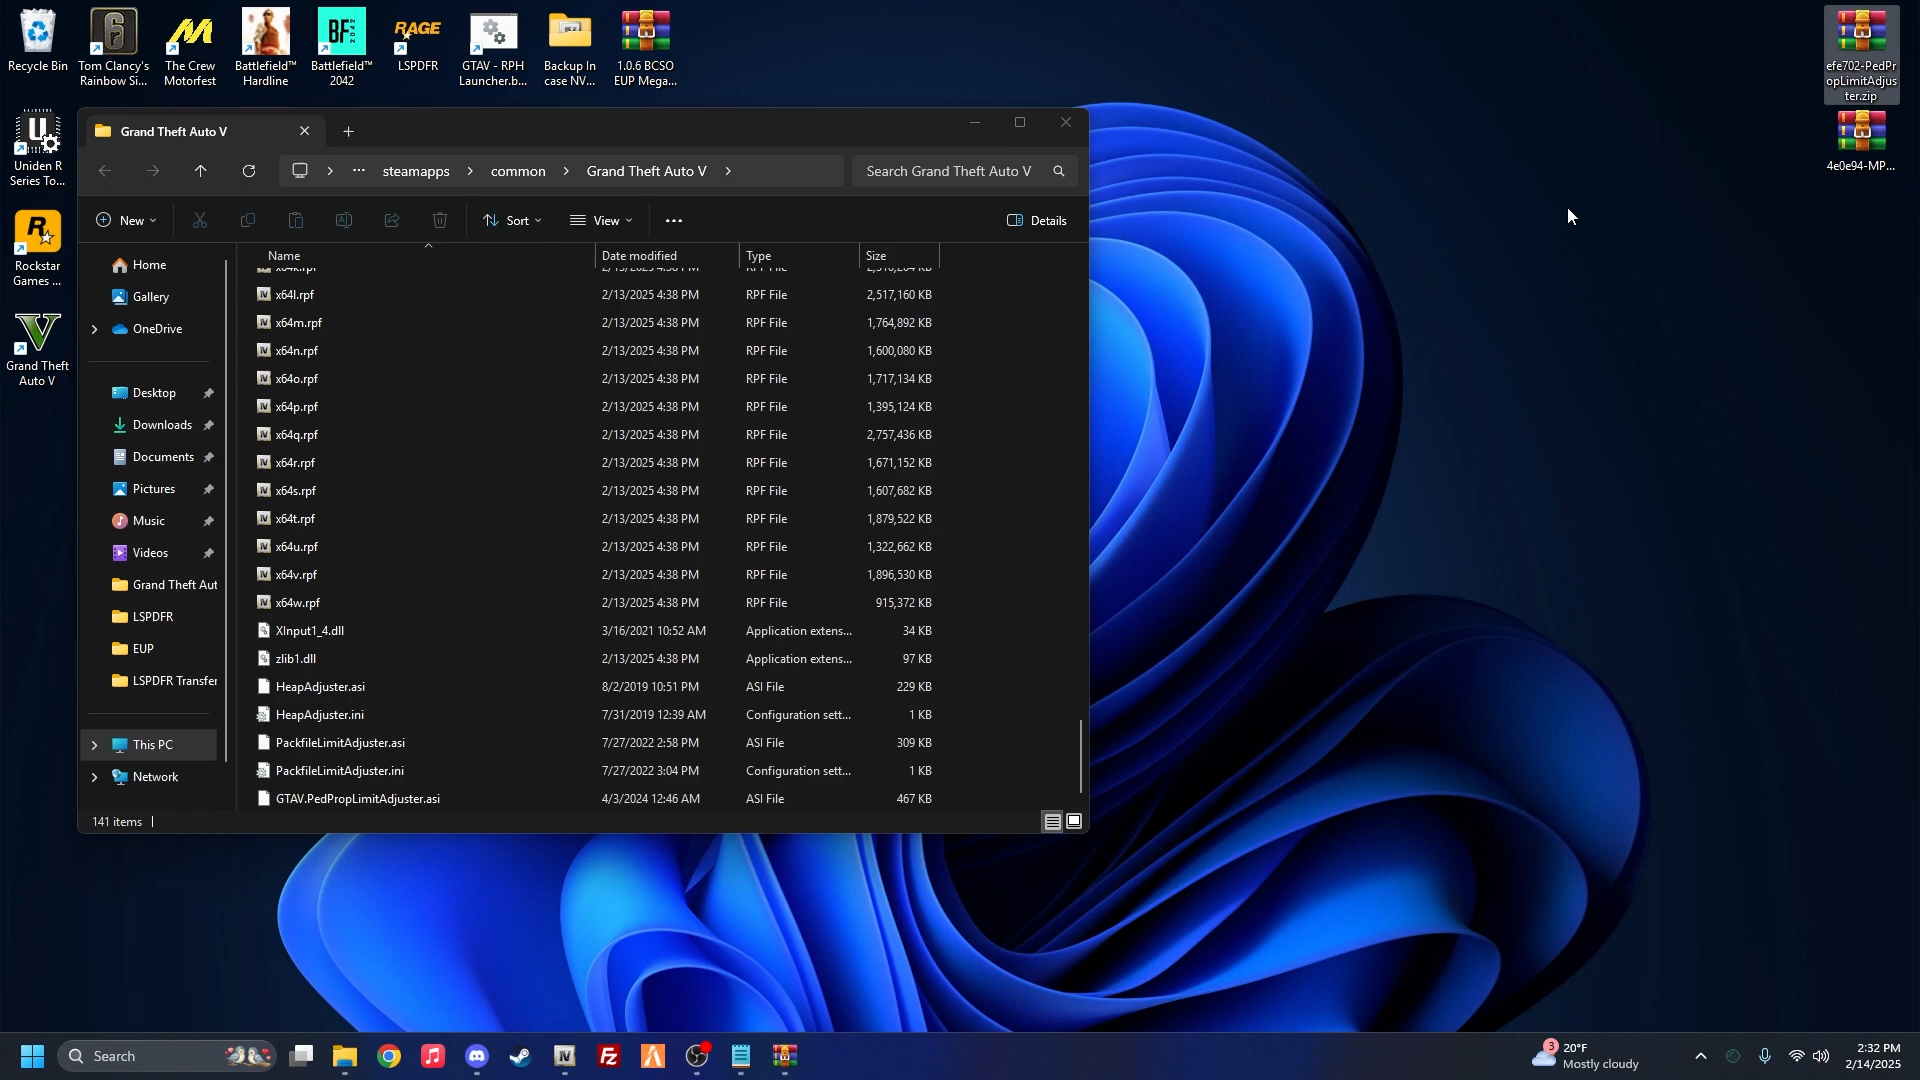 Recycle Bin
Tom Clancy's
Rainbow Si...
The Crew
Motorfest
Battlefield™
Hardline
BF:
2042
Battlefield™
2042
RAGE
LSPDFR
GTAV - RPH
Launcher.b...
Backup In
case NV...
1.0.6 BCSO
EUP Mega...
efe702-PedPr
opLimitAdjus
ter.zip
Uniden R
Series To...
4e0e94-MP...
Rockstar
Games ...
Grand Theft
Auto V
Grand Theft Auto V
steamapps
common
Grand Theft Auto V
Search Grand Theft Auto V
New
Sort
View
Details
Name
Date modified
Type
Size
Home
Gallery
OneDrive
Desktop
Downloads
Documents
Pictures
Music
Videos
Grand Theft Aut
LSPDFR
EUP
LSPDFR Transfer
This PC
Network
x64l.rpf 2/13/2025 4:38 PM RPF File 2,517,160 KB
x64m.rpf 2/13/2025 4:38 PM RPF File 1,764,892 KB
x64n.rpf 2/13/2025 4:38 PM RPF File 1,600,080 KB
x64o.rpf 2/13/2025 4:38 PM RPF File 1,717,134 KB
x64p.rpf 2/13/2025 4:38 PM RPF File 1,395,124 KB
x64q.rpf 2/13/2025 4:38 PM RPF File 2,757,436 KB
x64r.rpf 2/13/2025 4:38 PM RPF File 1,671,152 KB
x64s.rpf 2/13/2025 4:38 PM RPF File 1,607,682 KB
x64t.rpf 2/13/2025 4:38 PM RPF File 1,879,522 KB
x64u.rpf 2/13/2025 4:38 PM RPF File 1,322,662 KB
x64v.rpf 2/13/2025 4:38 PM RPF File 1,896,530 KB
x64w.rpf 2/13/2025 4:38 PM RPF File 915,372 KB
XInput1_4.dll 3/16/2021 10:52 AM Application extens... 34 KB
zlib1.dll 2/13/2025 4:38 PM Application extens... 97 KB
HeapAdjuster.asi 8/2/2019 10:51 PM ASI File 229 KB
HeapAdjuster.ini 7/31/2019 12:39 AM Configuration sett... 1 KB
PackfileLimitAdjuster.asi 7/27/2022 2:58 PM ASI File 309 KB
PackfileLimitAdjuster.ini 7/27/2022 3:04 PM Configuration sett... 1 KB
GTAV.PedPropLimitAdjuster.asi 4/3/2024 12:46 AM ASI File 467 KB
141 items
Search
3
20°F
Mostly cloudy
2:32 PM
2/14/2025